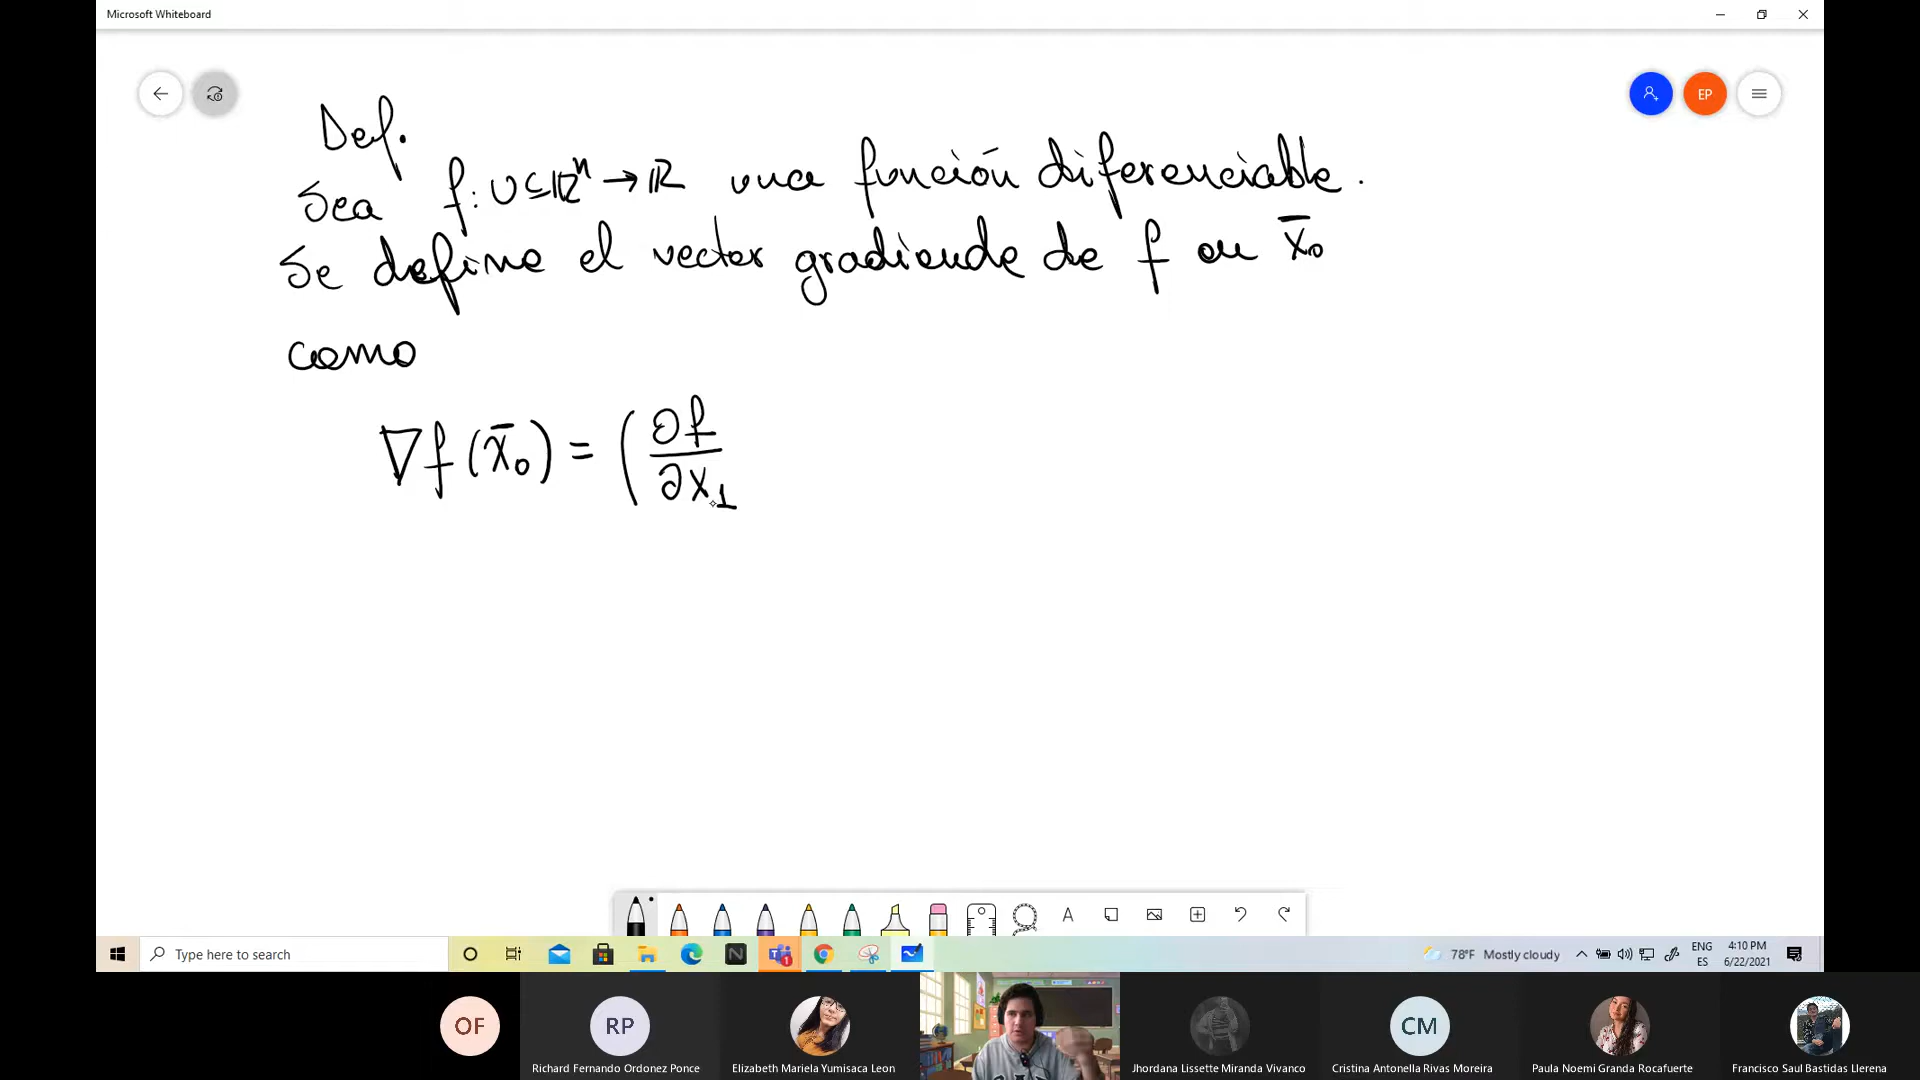 Microsoft Whiteboard
EP
Def.
Sea f: U⊆ℝⁿ→ℝ una función diferenciable.
Se define el vector gradiende de f en x̄₀
como
∇f(x̄₀) = ( ∂f/∂x₁
A
Type here to search
N
1
78°F Mostly cloudy
ENG
ES
4:10 PM
6/22/2021
OF
RP
CM
Richard Fernando Ordonez Ponce
Elizabeth Mariela Yumisaca Leon
Jhordana Lissette Miranda Vivanco
Cristina Antonella Rivas Moreira
Paula Noemi Granda Rocafuerte
Francisco Saul Bastidas Llerena